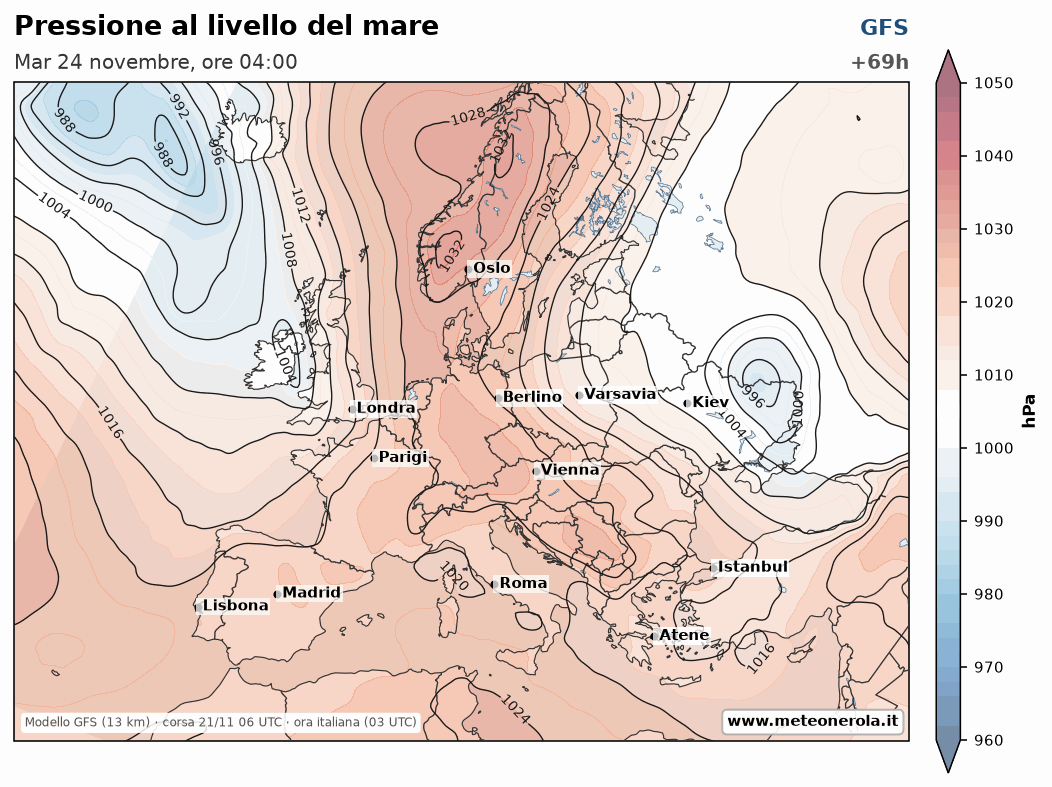 Pressione al livello del mare
GFS
Mar 24 novembre, ore 04:00
+69h
1050
1040
1030
1020
1010
1000
990
980
970
960
hPa
988
992
988
996
1000
1004
1012
1008
1028
1024
1032
1004
1016
996
1004
1020
1016
1024
Oslo
Londra
Berlino
Varsavia
Kiev
Parigi
Vienna
Istanbul
Roma
Madrid
Lisbona
Atene
Modello GFS (13 km) · corsa 21/11 06 UTC · ora italiana (03 UTC)
www.meteonerola.it